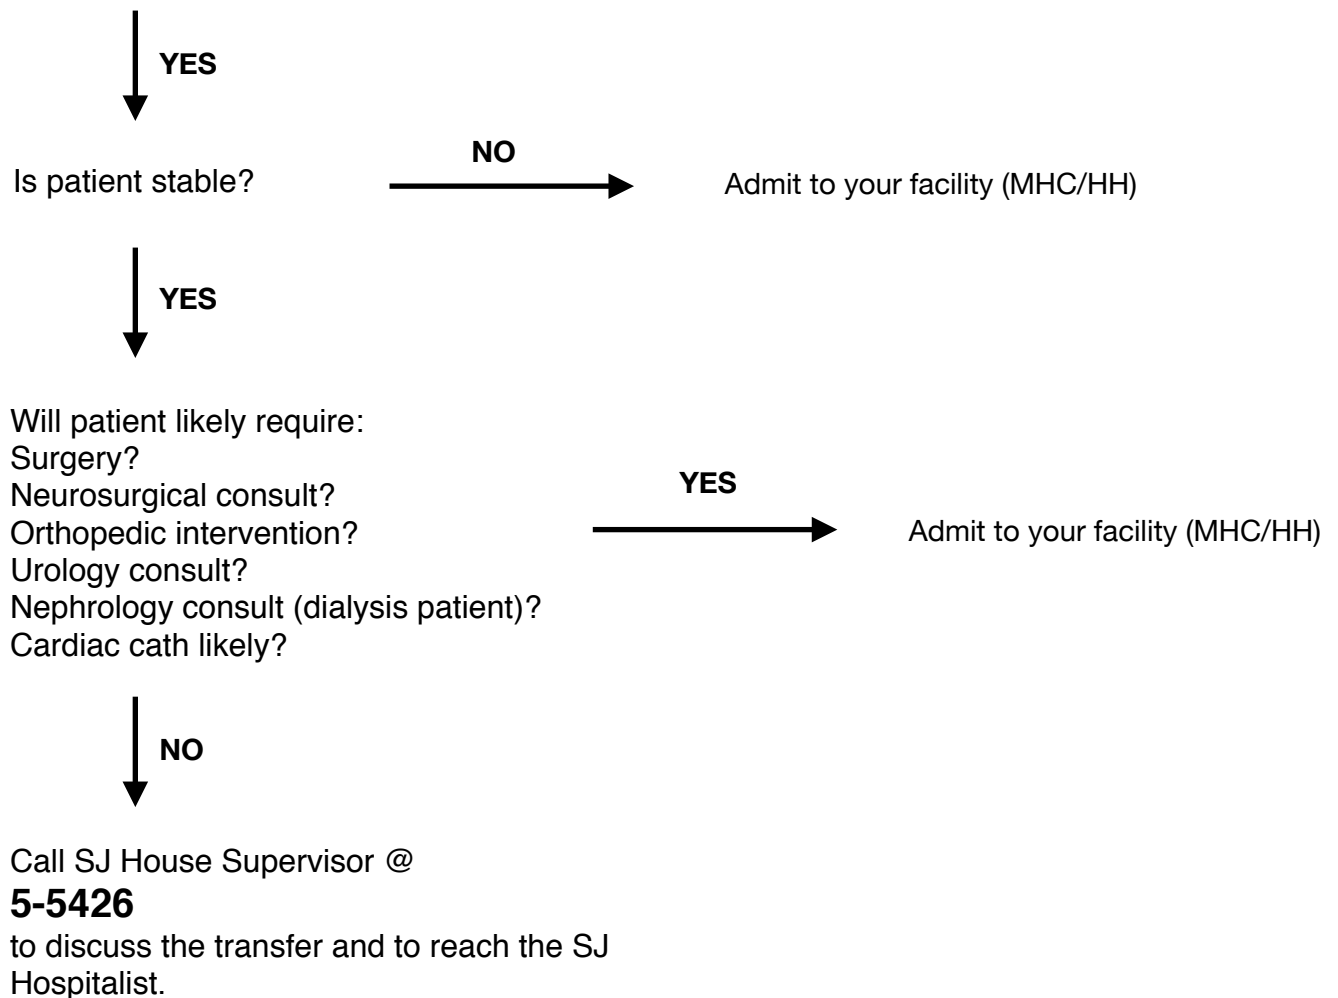 YES
NO
Is patient stable?
Admit to your facility (MHC/HH)
YES
Will patient likely require:
Surgery?
Neurosurgical consult?
Orthopedic intervention?
Urology consult?
Nephrology consult (dialysis patient)?
Cardiac cath likely?
YES
Admit to your facility (MHC/HH)
NO
Call SJ House Supervisor @
5-5426
to discuss the transfer and to reach the SJ
Hospitalist.